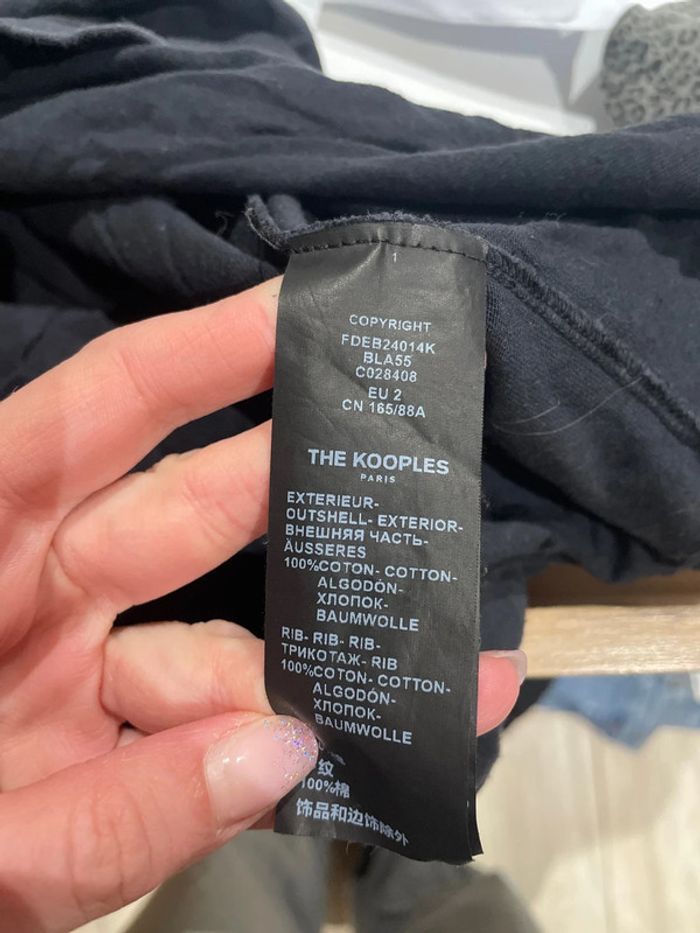 1
COPYRIGHT
FDEB24014K
BLA55
C028408
EU 2
CN 165/88A
THE KOOPLES
PARIS
EXTERIEUR-
OUTSHELL- EXTERIOR-
ВНЕШНЯЯ ЧАСТЬ-
ÄUSSERES
100%COTON- COTTON-
ALGODÓN-
ХЛОПОК-
BAUMWOLLE
RIB- RIB- RIB-
ТРИКОТАЖ- RIB
100%COTON- COTTON-
ALGODÓN-
ХЛОПОК-
BAUMWOLLE
纹
100%棉
饰品和边饰除外